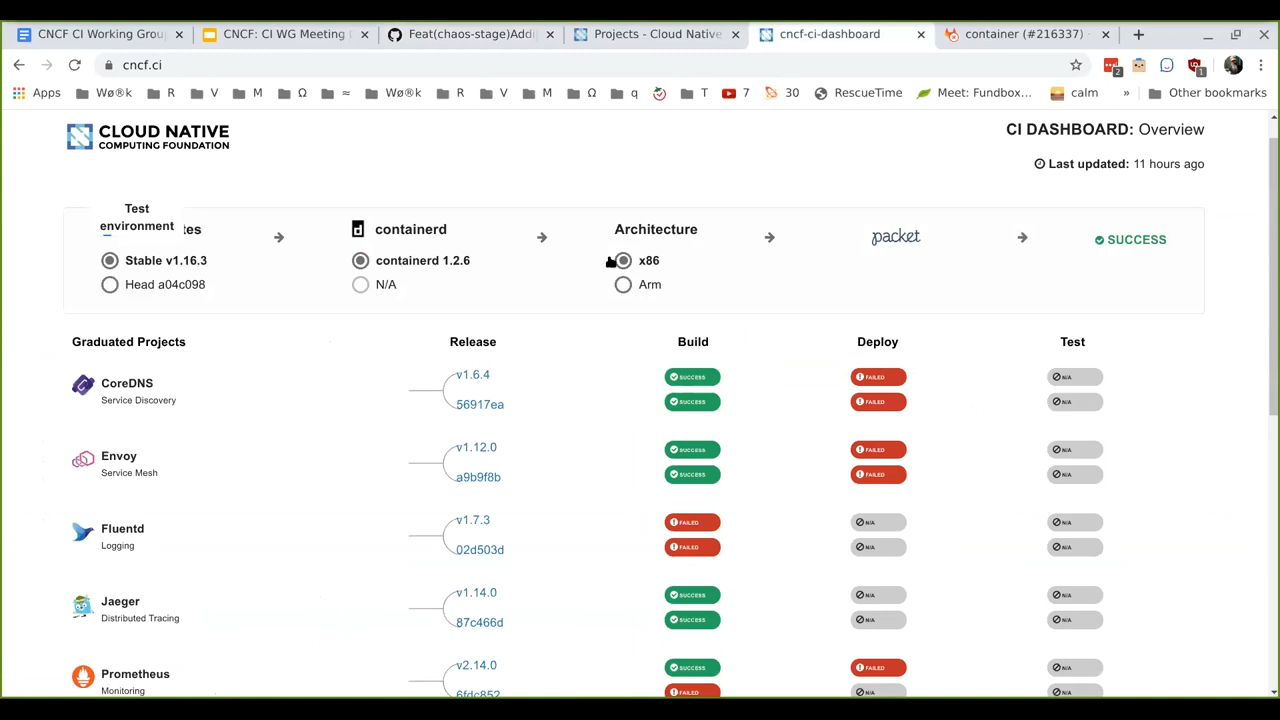 CNCF CI Working Grou
CNCF: CI WG Meeting
Feat(chaos-stage)Addi
Projects - Cloud Native
cncf-ci-dashboard
container (#216337)
cncf.ci
2
1
Apps
Wø®k
R
V
M
Ω
≈
Wø®k
R
V
M
Ω
q
T
7
30
RescueTime
Meet: Fundbox...
calm
»
Other bookmarks
CLOUD NATIVE
COMPUTING FOUNDATION
CI DASHBOARD: Overview
Last updated: 11 hours ago
Test
environment
tes
containerd
Architecture
packet
SUCCESS
Stable v1.16.3
containerd 1.2.6
x86
Head a04c098
N/A
Arm
Graduated Projects
Release
Build
Deploy
Test
CoreDNS
Service Discovery
v1.6.4
SUCCESS
FAILED
N/A
56917ea
SUCCESS
FAILED
N/A
Envoy
Service Mesh
v1.12.0
SUCCESS
FAILED
N/A
a9b9f8b
SUCCESS
FAILED
N/A
Fluentd
Logging
v1.7.3
FAILED
N/A
N/A
02d503d
FAILED
N/A
N/A
Jaeger
Distributed Tracing
v1.14.0
SUCCESS
N/A
N/A
87c466d
SUCCESS
N/A
N/A
Prometheus
Monitoring
v2.14.0
SUCCESS
FAILED
N/A
6fdc852
FAILED
N/A
N/A